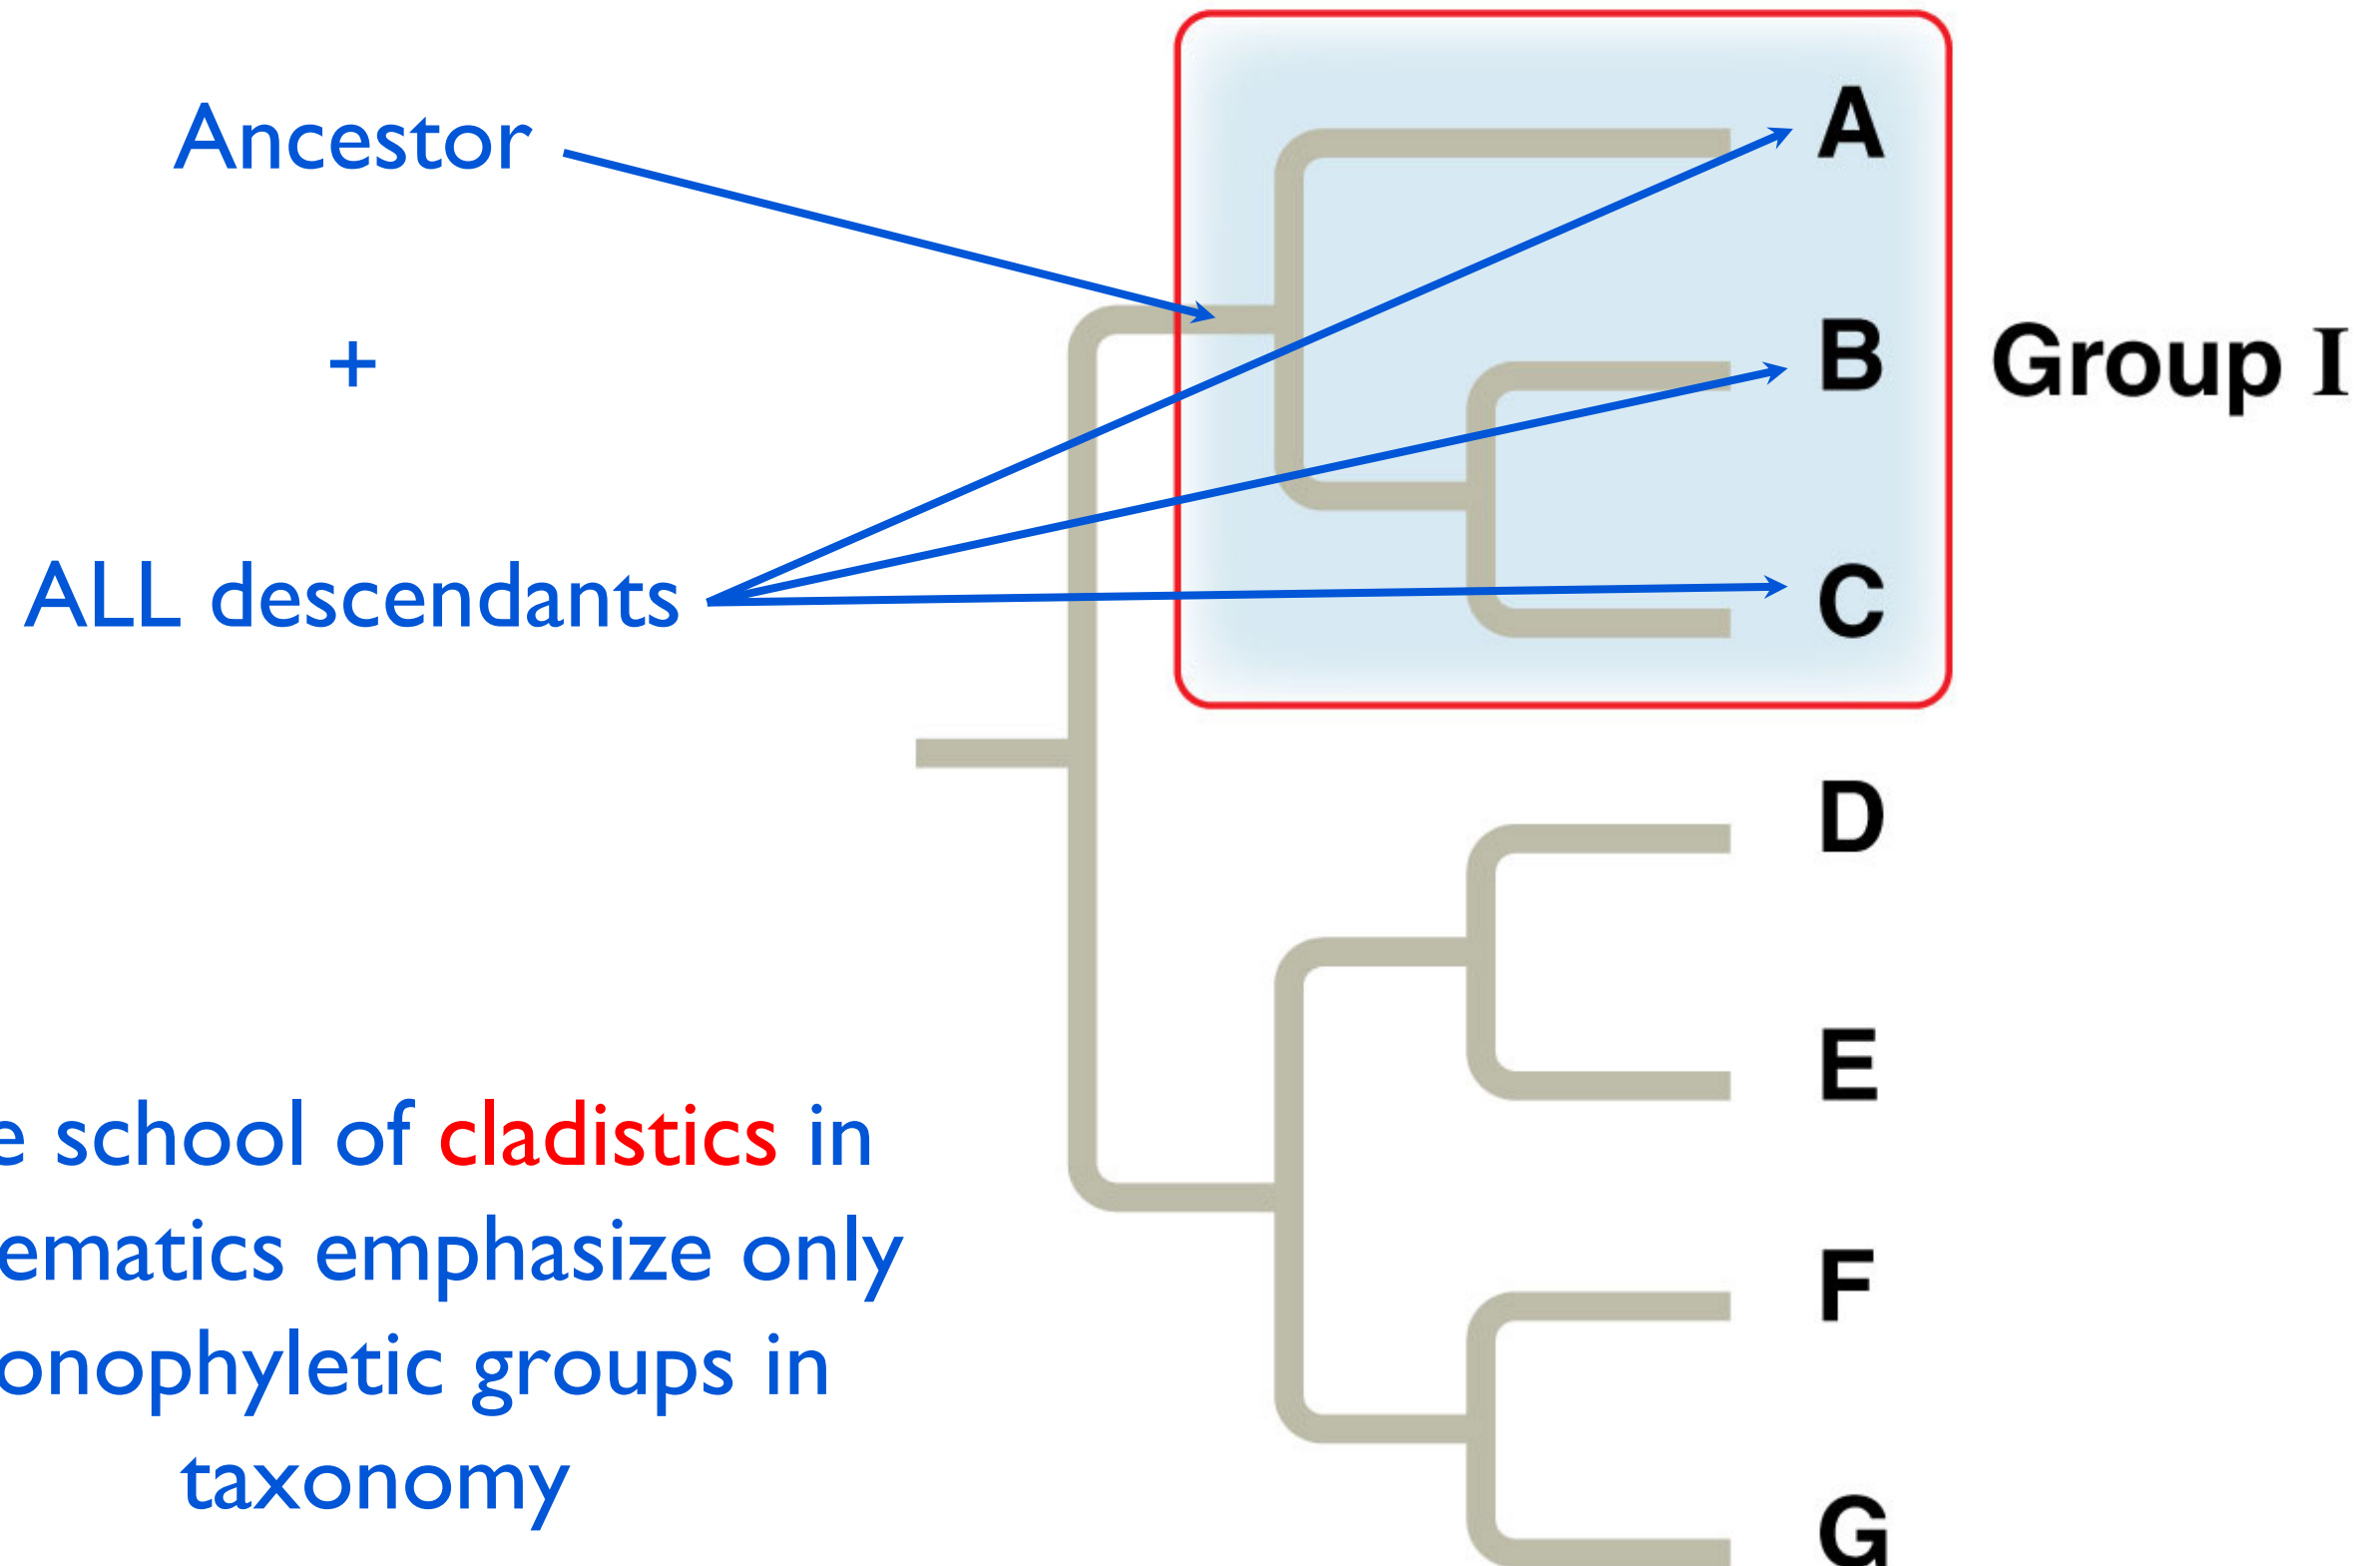 Ancestor
+
ALL descendants
A
B
Group I
C
D
E
F
G
e school of cladistics in
ematics emphasize only
onophyletic groups in
taxonomy